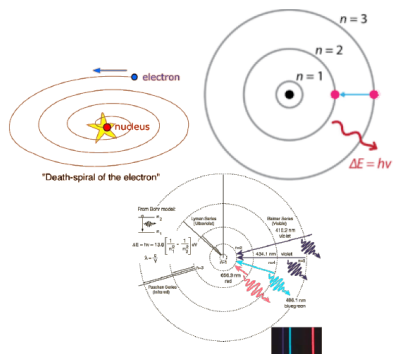 electron
nucleus
"Death-spiral of the electron"
n = 3
n = 2
n = 1
ΔE = hν
From Bohr model:
Lyman Series
(Ultraviolet)
Balmer Series
(Visible)
410.2 nm
violet
434.1 nm violet
486.1 nm
bluegreen
656.3 nm
red
Paschen Series
(Infrared)